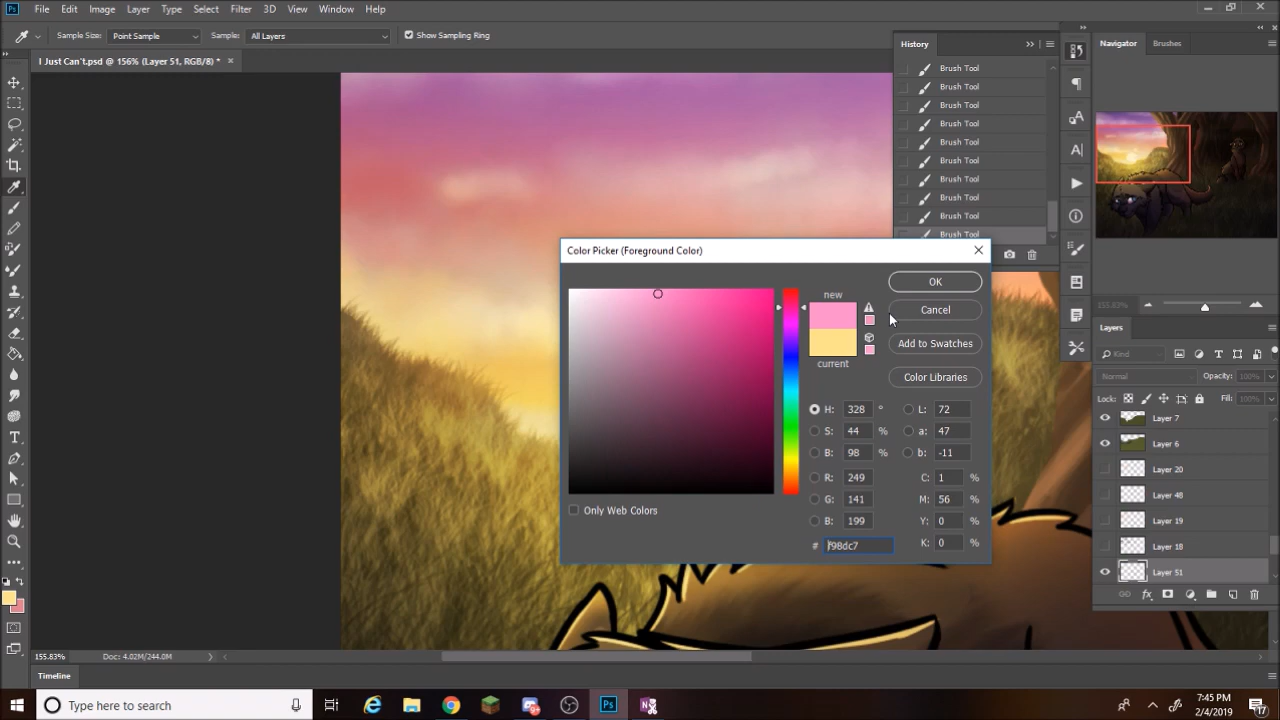 Ps File Edit Image Layer Type Select Filter 3D View Window Help
Sample Size: Point Sample Sample: All Layers Show Sampling Ring
I Just Can't.psd @ 156% (Layer 51, RGB/8) *
History
Brush Tool
Brush Tool
Brush Tool
Brush Tool
Brush Tool
Brush Tool
Brush Tool
Brush Tool
Brush Tool
Brush Tool
Navigator Brushes
153.83%
Color Picker (Foreground Color)
new
current
OK
Cancel
Add to Swatches
Color Libraries
H: 328 ° L: 72
S: 44 % a: 47
B: 98 % b: -11
R: 249 C: 1 %
G: 141 M: 56 %
B: 199 Y: 0 %
# f98dc7 K: 0 %
Only Web Colors
Layers
Kind
Normal Opacity: 100%
Lock: Fill: 100%
Layer 7
Layer 6
Layer 20
Layer 48
Layer 19
Layer 18
Layer 51
155.83% Doc: 4.02M/244.0M
Timeline
Type here to search
7:45 PM
2/4/2019